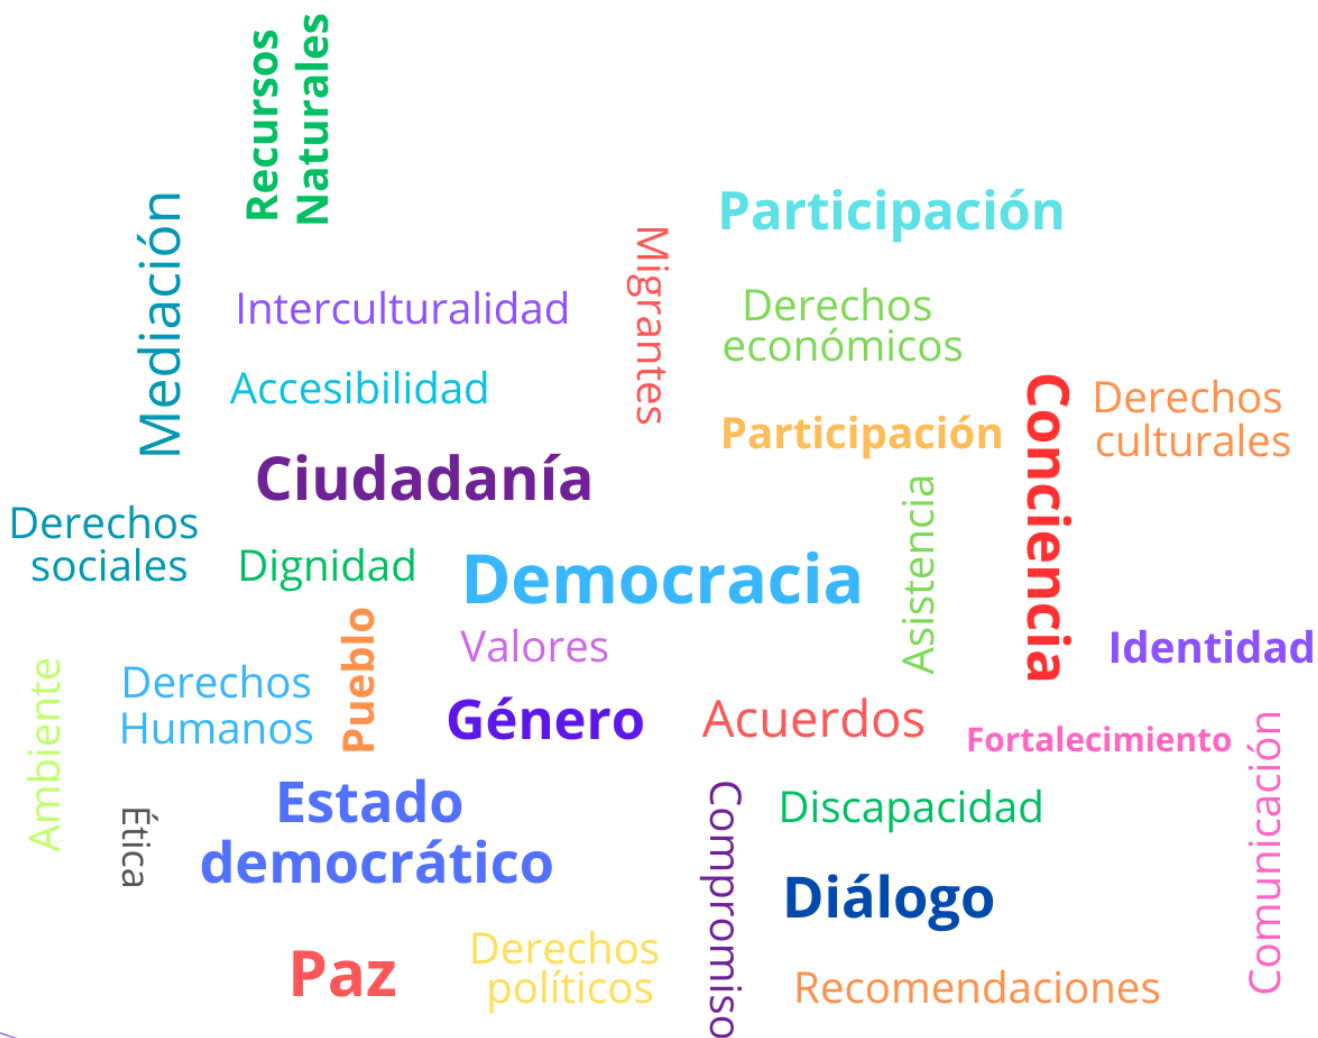 Recursos
Naturales
Mediación
Participación
Migrantes
Interculturalidad
Derechos
económicos
Accesibilidad
Conciencia
Derechos
culturales
Participación
Ciudadanía
Asistencia
Derechos
sociales
Dignidad
Democracia
Pueblo
Valores
Identidad
Ambiente
Derechos
Humanos
Género
Acuerdos
Fortalecimiento
Comunicación
Estado
democrático
Ética
Compromiso
Discapacidad
Diálogo
Paz
Derechos
políticos
Recomendaciones